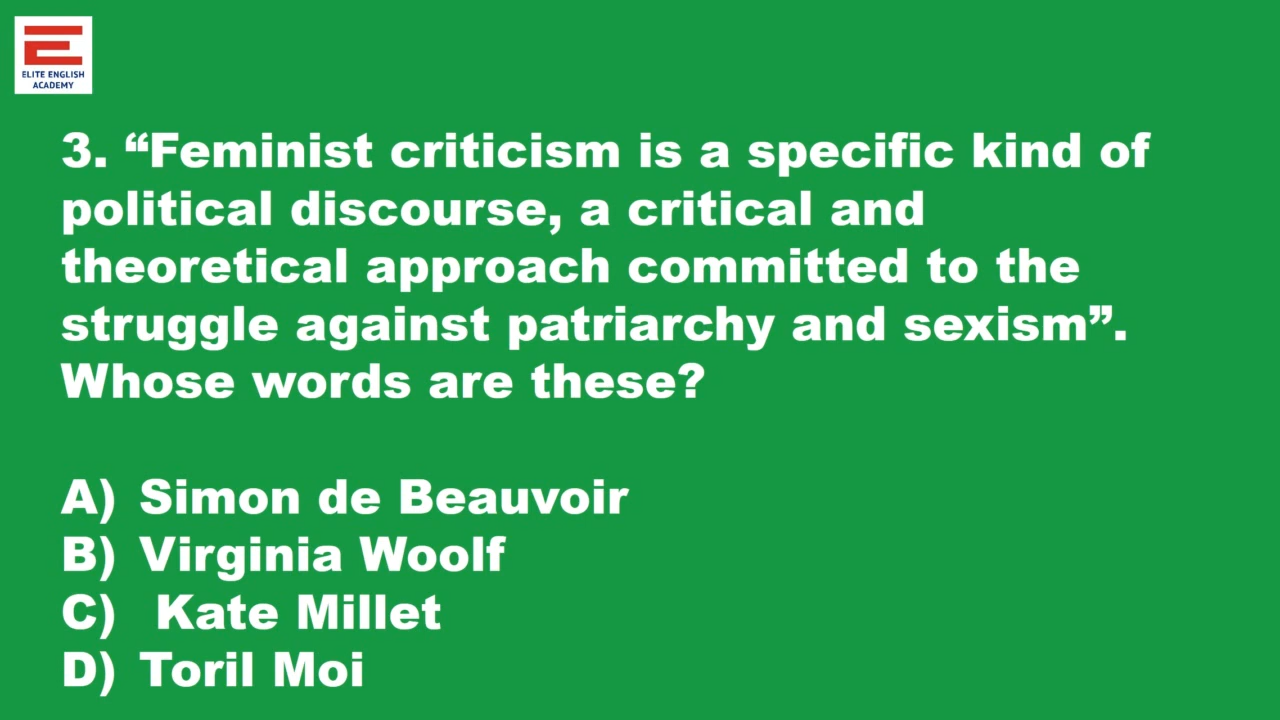 ELITE ENGLISH
ACADEMY
3. “Feminist criticism is a specific kind of
political discourse, a critical and
theoretical approach committed to the
struggle against patriarchy and sexism”.
Whose words are these?
A) Simon de Beauvoir
B) Virginia Woolf
C) Kate Millet
D) Toril Moi